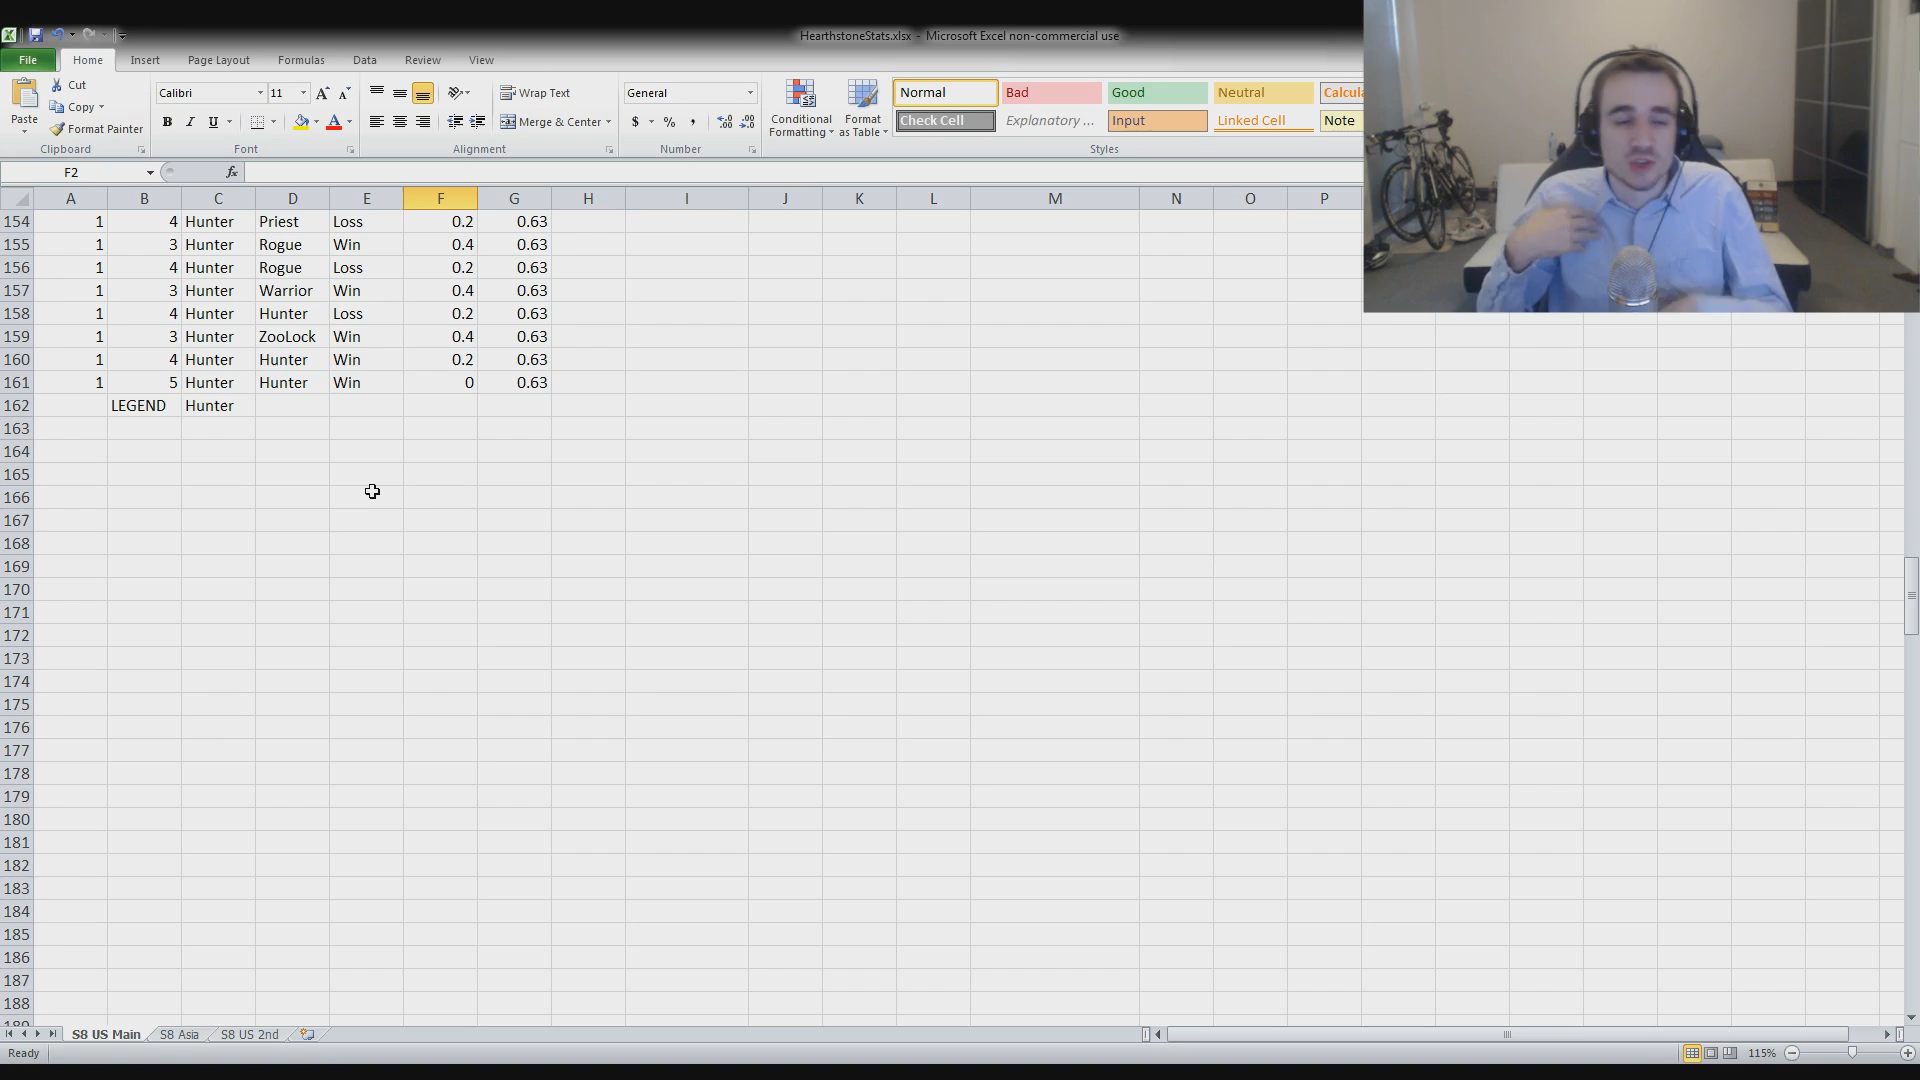 HearthstoneStats.xlsx - Microsoft Excel non-commercial use
File Home Insert Page Layout Formulas Data Review View
Cut
Copy
Format Painter
Paste
Clipboard
Calibri 11
B I U
Font
Wrap Text
Merge & Center
Alignment
General
$ % ,
Number
Conditional Formatting
Format as Table
Normal Bad Good Neutral Calcula
Check Cell Explanatory ... Input Linked Cell Note
Styles
F2 fx
A B C D E F G H I J K L M N O P
154 1 4 Hunter Priest Loss 0.2 0.63
155 1 3 Hunter Rogue Win 0.4 0.63
156 1 4 Hunter Rogue Loss 0.2 0.63
157 1 3 Hunter Warrior Win 0.4 0.63
158 1 4 Hunter Hunter Loss 0.2 0.63
159 1 3 Hunter ZooLock Win 0.4 0.63
160 1 4 Hunter Hunter Win 0.2 0.63
161 1 5 Hunter Hunter Win 0 0.63
162 LEGEND Hunter
163
164
165
166
167
168
169
170
171
172
173
174
175
176
177
178
179
180
181
182
183
184
185
186
187
188
189
S8 US Main S8 Asia S8 US 2nd
Ready 115%